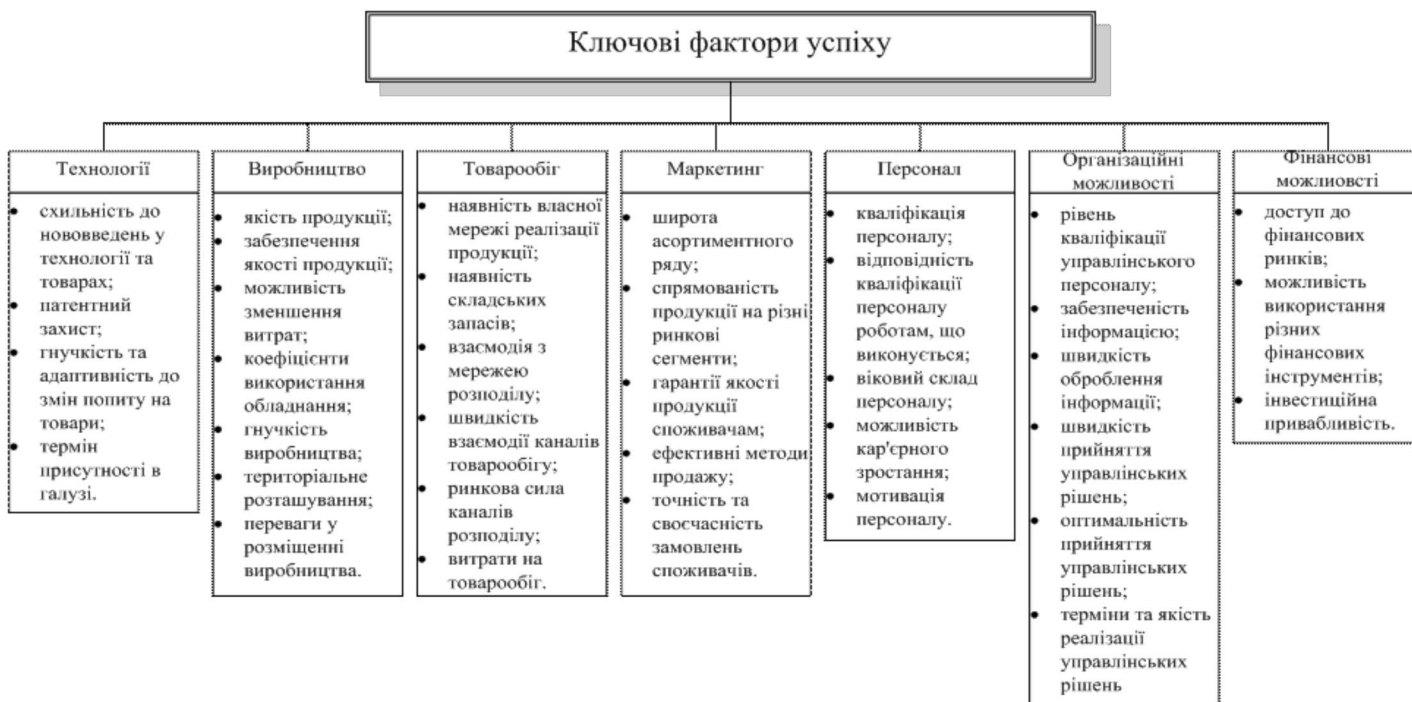 Ключові фактори успіху
Технології
схильність до
нововведень у
технології та
товарах;
патентний
захист;
гнучкість та
адаптивність до
змін попиту на
товари;
термін
присутності в
галузі.
Виробництво
якість продукції;
забезпечення
якості продукції;
можливість
зменшення
витрат;
коефіцієнти
використання
обладнання;
гнучкість
виробництва;
територіальне
розташування;
переваги у
розміщенні
виробництва.
Товарообіг
наявність власної
мережі реалізації
продукції;
наявність
складських
запасів;
взаємодія з
мережею
розподілу;
швидкість
взаємодії каналів
товарообігу;
ринкова сила
каналів
розподілу;
витрати на
товарообіг.
Маркетинг
широта
асортиментного
ряду;
спрямованість
продукції на різні
ринкові
сегменти;
гарантії якості
продукції
споживачам;
ефективні методи
продажу;
точність та
своєчасність
замовлень
споживачів.
Персонал
кваліфікація
персоналу;
відповідність
кваліфікації
персоналу
роботам, що
виконується;
віковий склад
персоналу;
можливість
кар'єрного
зростання;
мотивація
персоналу.
Організаційні
можливості
рівень
кваліфікації
управлінського
персоналу;
забезпеченість
інформацією;
швидкість
оброблення
інформації;
швидкість
прийняття
управлінських
рішень;
оптимальність
прийняття
управлінських
рішень;
терміни та якість
реалізації
управлінських
рішень
Фінансові
можлиовсті
доступ до
фінансових
ринків;
можливість
використання
різних
фінансових
інструментів;
інвестиційна
привабливість.